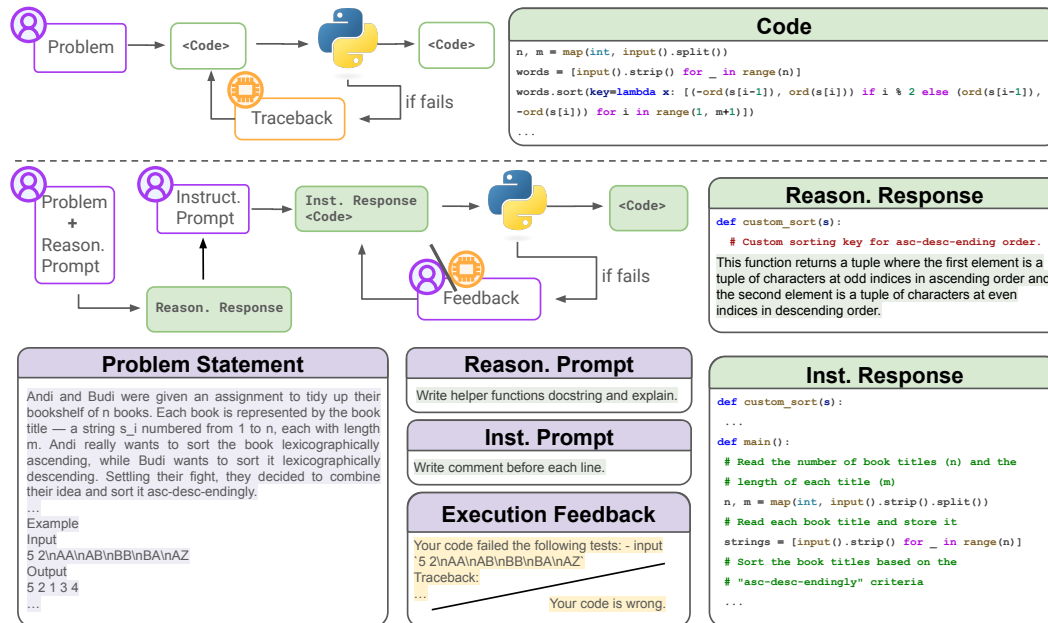 Problem
<Code>
<Code>
if fails
Traceback
Code
n, m = map(int, input().split())
words = [input().strip() for _ in range(n)]
words.sort(key=lambda x: [(-ord(s[i-1]), ord(s[i])) if i % 2 else (ord(s[i-1]),
-ord(s[i])) for i in range(1, m+1)])
...
Problem
+
Reason.
Prompt
Instruct.
Prompt
Inst. Response
<Code>
<Code>
if fails
Feedback
Reason. Response
Reason. Response
def custom_sort(s):
# Custom sorting key for asc-desc-ending order.
This function returns a tuple where the first element is a
tuple of characters at odd indices in ascending order and
the second element is a tuple of characters at even
indices in descending order.
Problem Statement
Andi and Budi were given an assignment to tidy up their
bookshelf of n books. Each book is represented by the book
title — a string s_i numbered from 1 to n, each with length
m. Andi really wants to sort the book lexicographically
ascending, while Budi wants to sort it lexicographically
descending. Settling their fight, they decided to combine
their idea and sort it asc-desc-endingly.
...
Example
Input
5 2\nAA\nAB\nBB\nBA\nAZ
Output
5 2 1 3 4
...
Reason. Prompt
Write helper functions docstring and explain.
Inst. Prompt
Write comment before each line.
Execution Feedback
Your code failed the following tests: - input
`5 2\nAA\nAB\nBB\nBA\nAZ`
Traceback:
...
Your code is wrong.
Inst. Response
def custom_sort(s):
...
def main():
# Read the number of book titles (n) and the
# length of each title (m)
n, m = map(int, input().strip().split())
# Read each book title and store it
strings = [input().strip() for _ in range(n)]
# Sort the book titles based on the
# "asc-desc-endingly" criteria
...